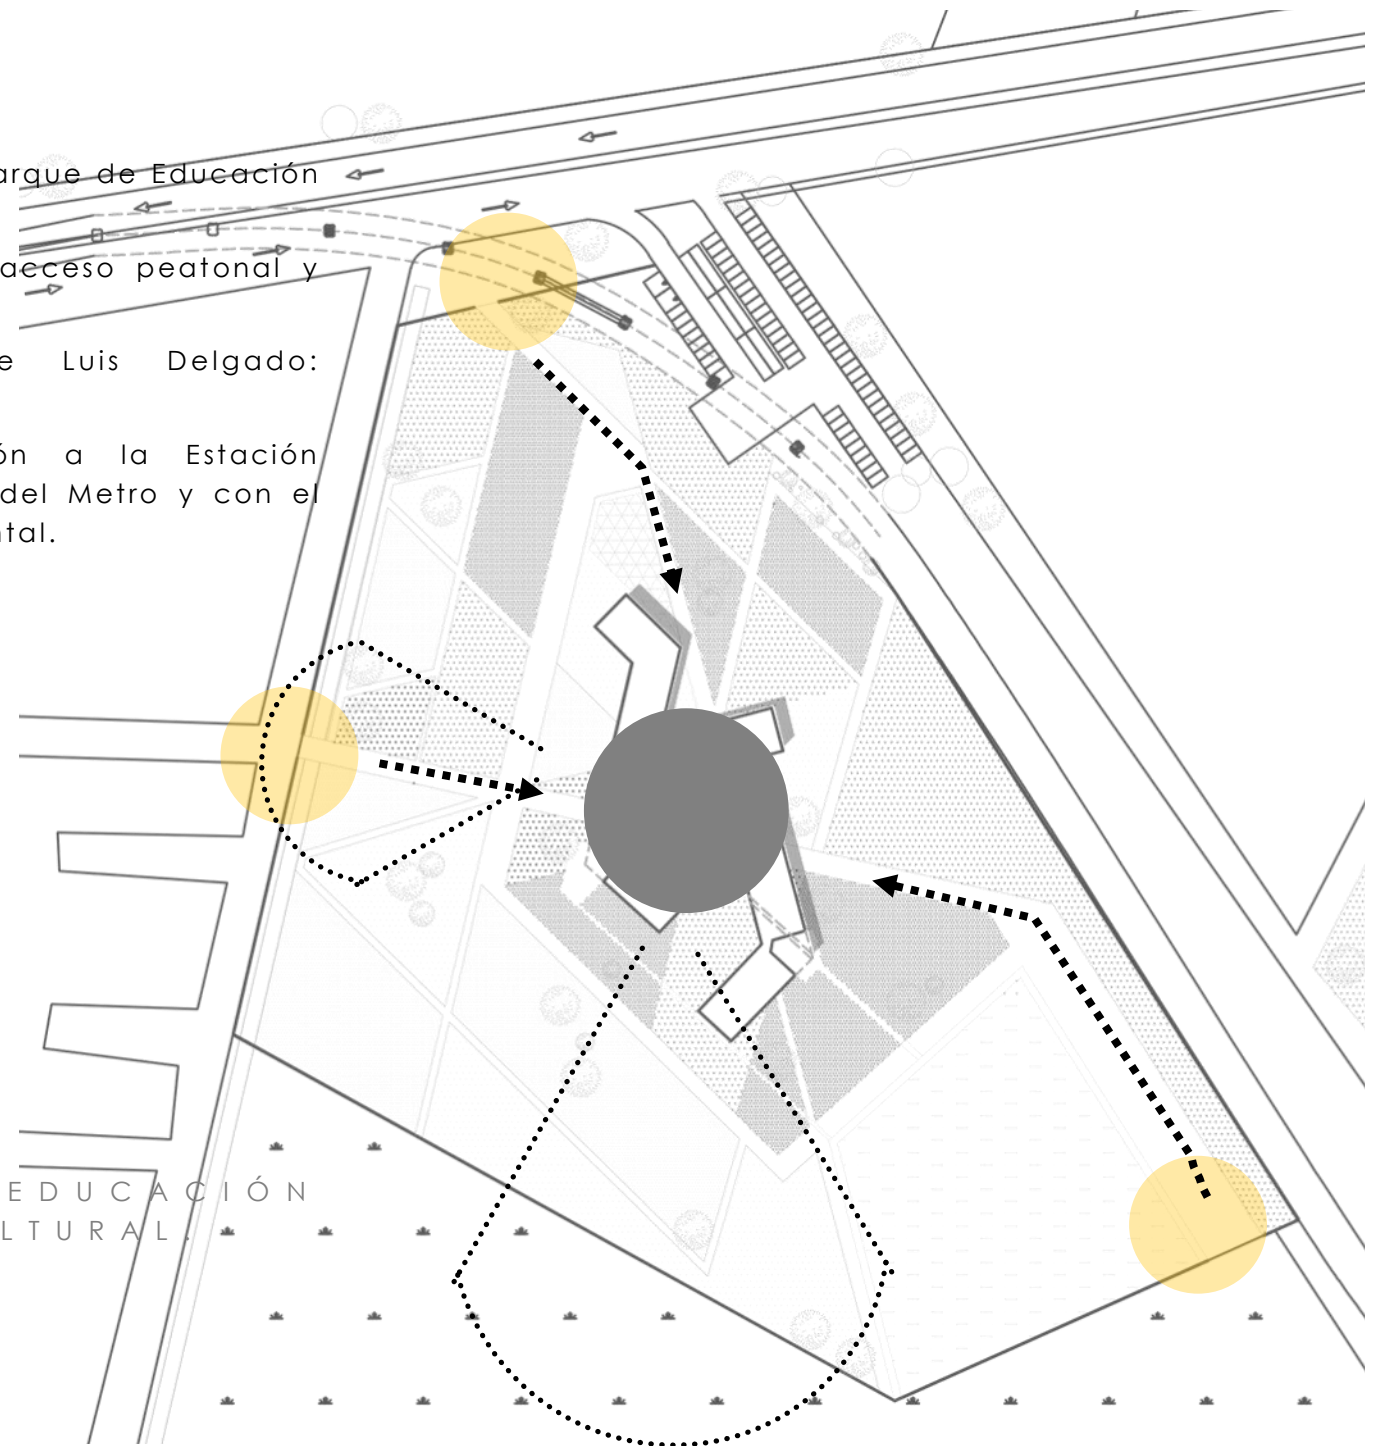 arque de Educación
acceso peatonal y
e Luis Delgado:
ón a la Estación
del Metro y con el
ntal.
EDUCACIÓN
LTURAL.